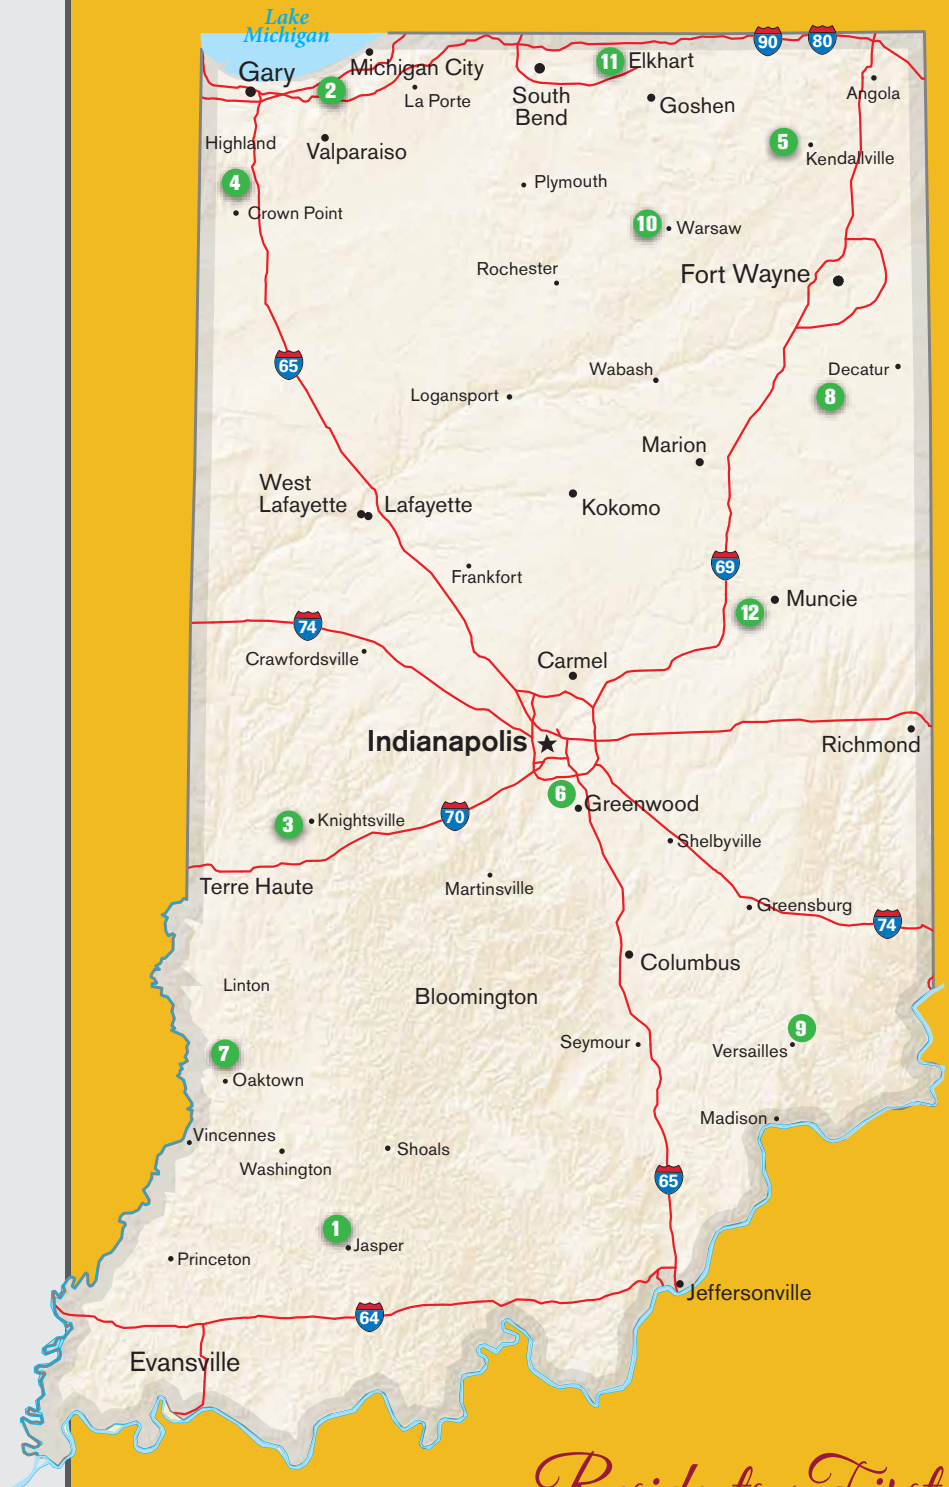 Lake
Michigan
90
80
11
Elkhart
Michigan City
Gary
2
La Porte
South
Bend
Goshen
Angola
Highland
Valparaiso
5
Kendallville
4
Plymouth
Crown Point
10
Warsaw
Rochester
Fort Wayne
65
Wabash
Decatur
Logansport
8
Marion
West
Lafayette
Lafayette
Kokomo
69
Frankfort
Muncie
12
74
Crawfordsville
Carmel
Indianapolis
Richmond
6
Greenwood
3
Knightsville
70
Shelbyville
Terre Haute
Martinsville
Greensburg
74
Columbus
Linton
Bloomington
9
Seymour
Versailles
7
Oaktown
Madison
Vincennes
Shoals
Washington
65
1
Jasper
Princeton
Jeffersonville
64
Evansville